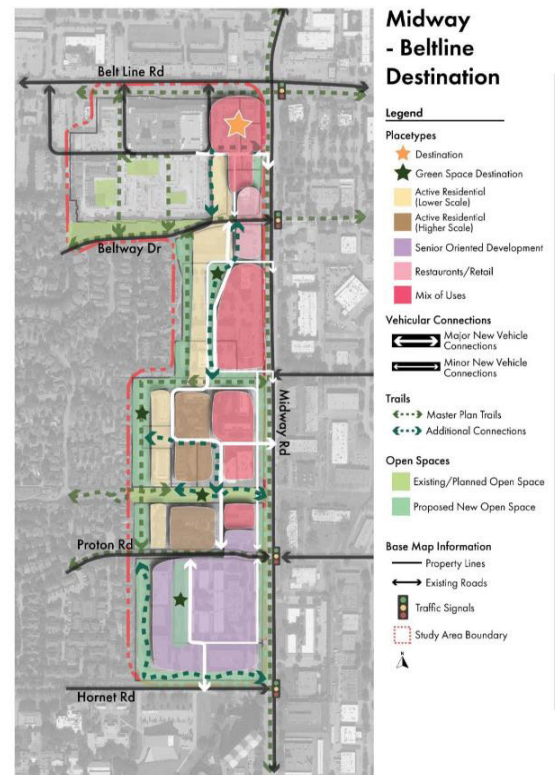 Midway
- Beltline
Destination
Legend
Placetypes
Destination
Green Space Destination
Active Residential
(Lower Scale)
Active Residential
(Higher Scale)
Senior Oriented Development
Restaurants/Retail
Mix of Uses
Vehicular Connections
Major New Vehicle
Connections
Minor New Vehicle
Connections
Trails
Master Plan Trails
Additional Connections
Open Spaces
Existing/Planned Open Space
Proposed New Open Space
Base Map Information
Property Lines
Existing Roads
Traffic Signals
Study Area Boundary
N
Belt Line Rd
Beltway Dr
Midway Rd
Proton Rd
Hornet Rd